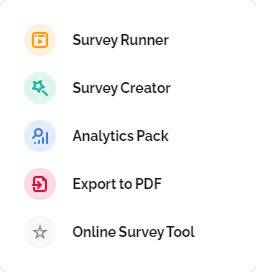 Survey Runner
Survey Creator
Analytics Pack
Export to PDF
Online Survey Tool